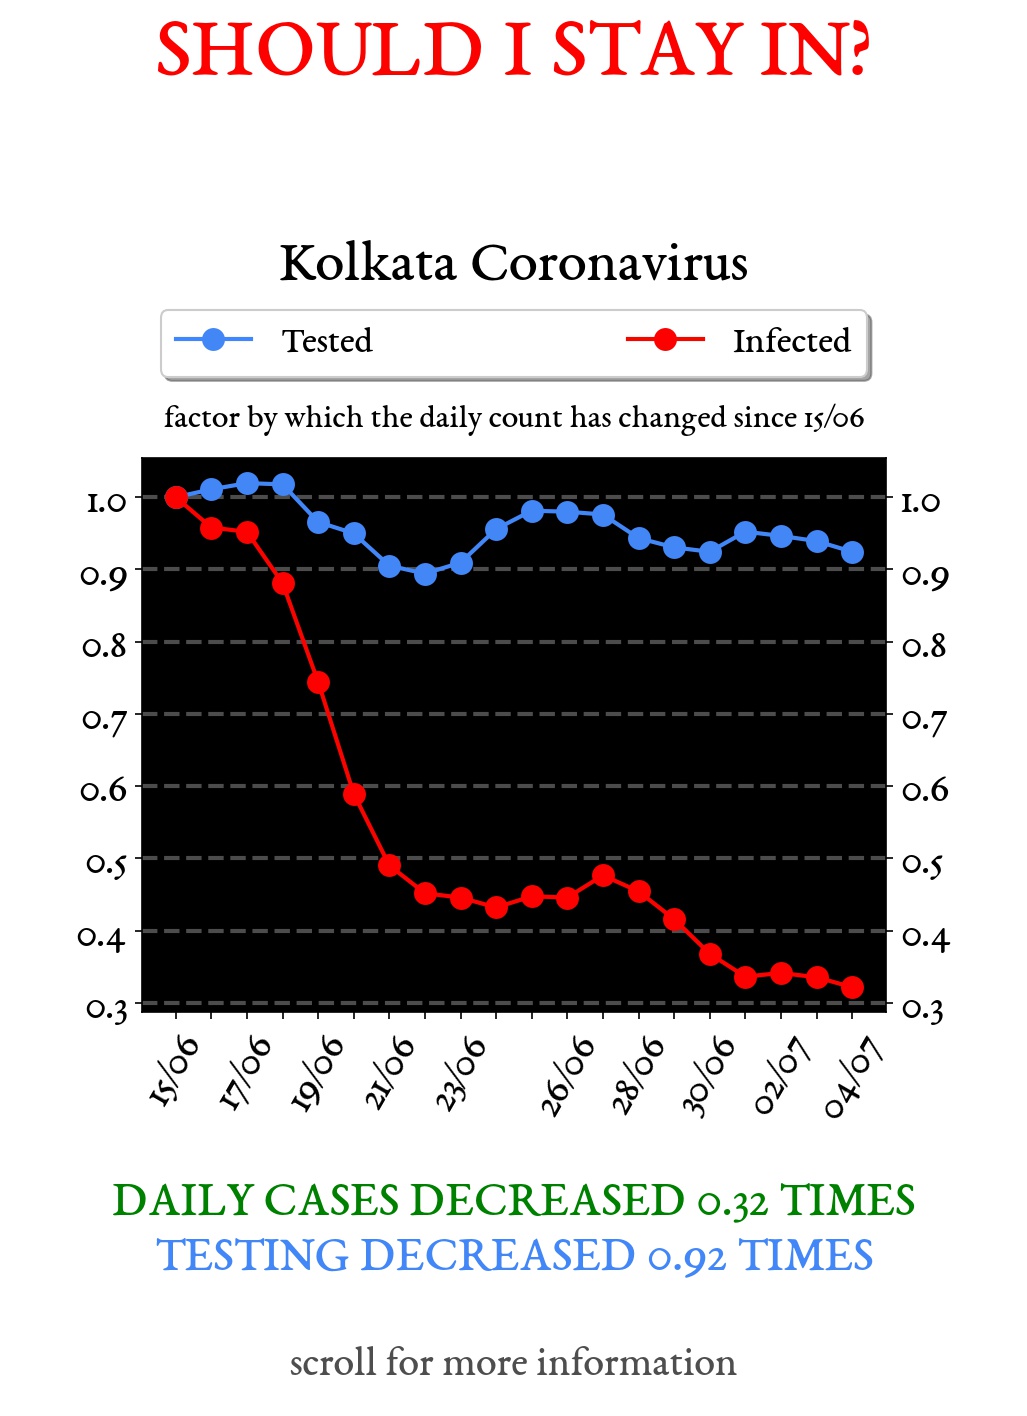 SHOULD I STAY IN?
Kolkata Coronavirus
Tested Infected
factor by which the daily count has changed since 15/06
1.0 1.0
0.9 0.9
0.8 0.8
0.7 0.7
0.6 0.6
0.5 0.5
0.4 0.4
0.3 0.3
15/06 17/06 19/06 21/06 23/06 26/06 28/06 30/06 02/07 04/07
DAILY CASES DECREASED 0.32 TIMES
TESTING DECREASED 0.92 TIMES
scroll for more information